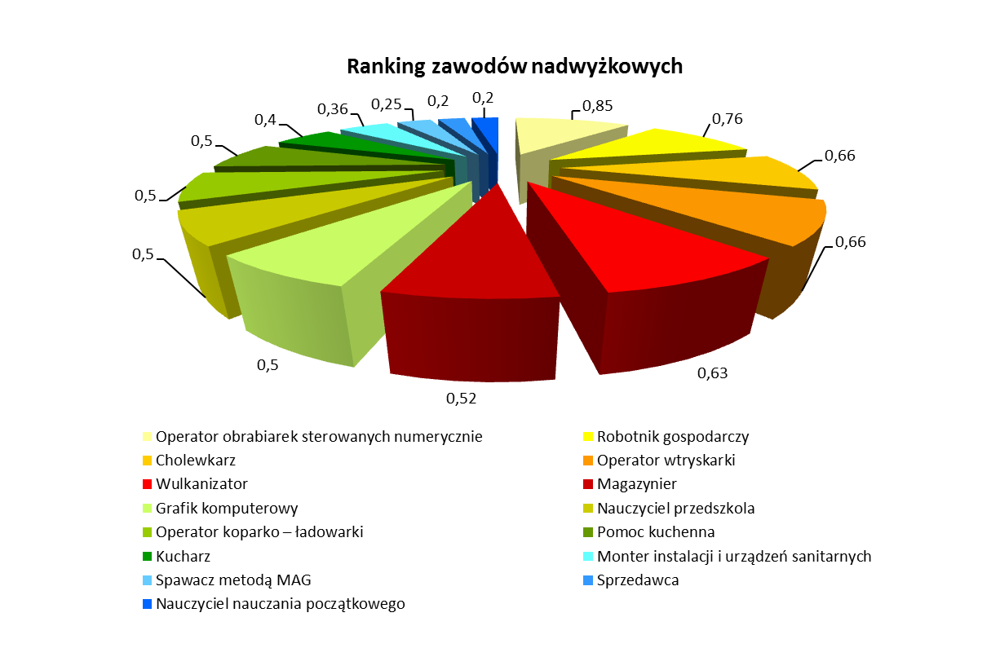 Ranking zawodów nadwyżkowych
0,85
0,76
0,66
0,66
0,63
0,52
0,5
0,5
0,5
0,5
0,4
0,36
0,25
0,2
0,2
Operator obrabiarek sterowanych numerycznie
Robotnik gospodarczy
Cholewkarz
Operator wtryskarki
Wulkanizator
Magazynier
Grafik komputerowy
Nauczyciel przedszkola
Operator koparko – ładowarki
Pomoc kuchenna
Kucharz
Monter instalacji i urządzeń sanitarnych
Spawacz metodą MAG
Sprzedawca
Nauczyciel nauczania początkowego